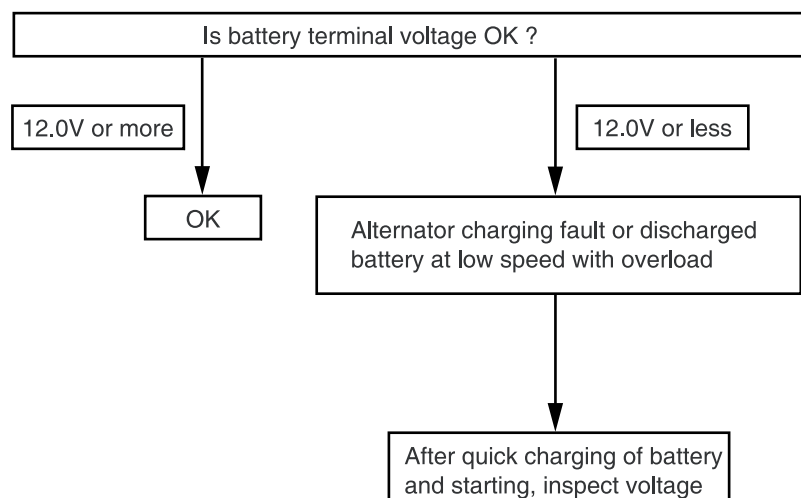 Is battery terminal voltage OK ?
12.0V or more
12.0V or less
OK
Alternator charging fault or discharged
battery at low speed with overload
After quick charging of battery
and starting, inspect voltage